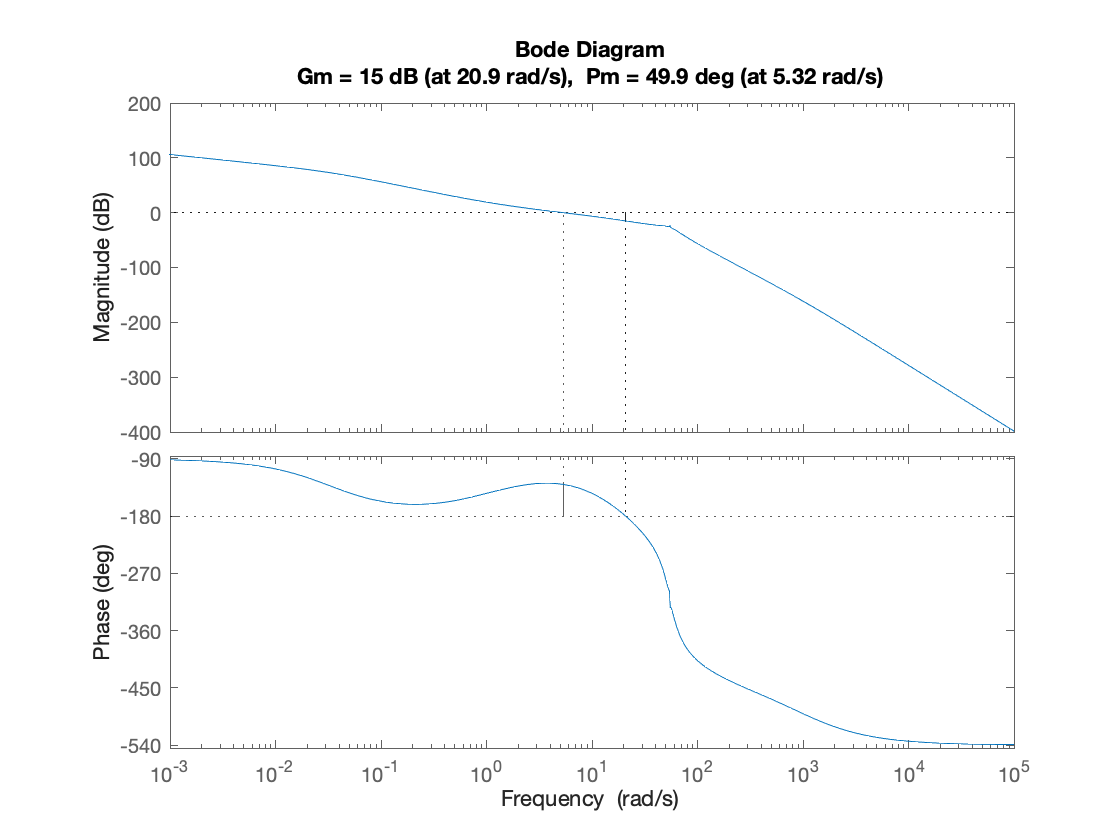 Bode Diagram
Gm = 15 dB (at 20.9 rad/s),  Pm = 49.9 deg (at 5.32 rad/s)
200
100
0
-100
-200
-300
-400
Magnitude (dB)
-90
-180
-270
-360
-450
-540
Phase (deg)
10^-3 10^-2 10^-1 10^0 10^1 10^2 10^3 10^4 10^5
Frequency  (rad/s)